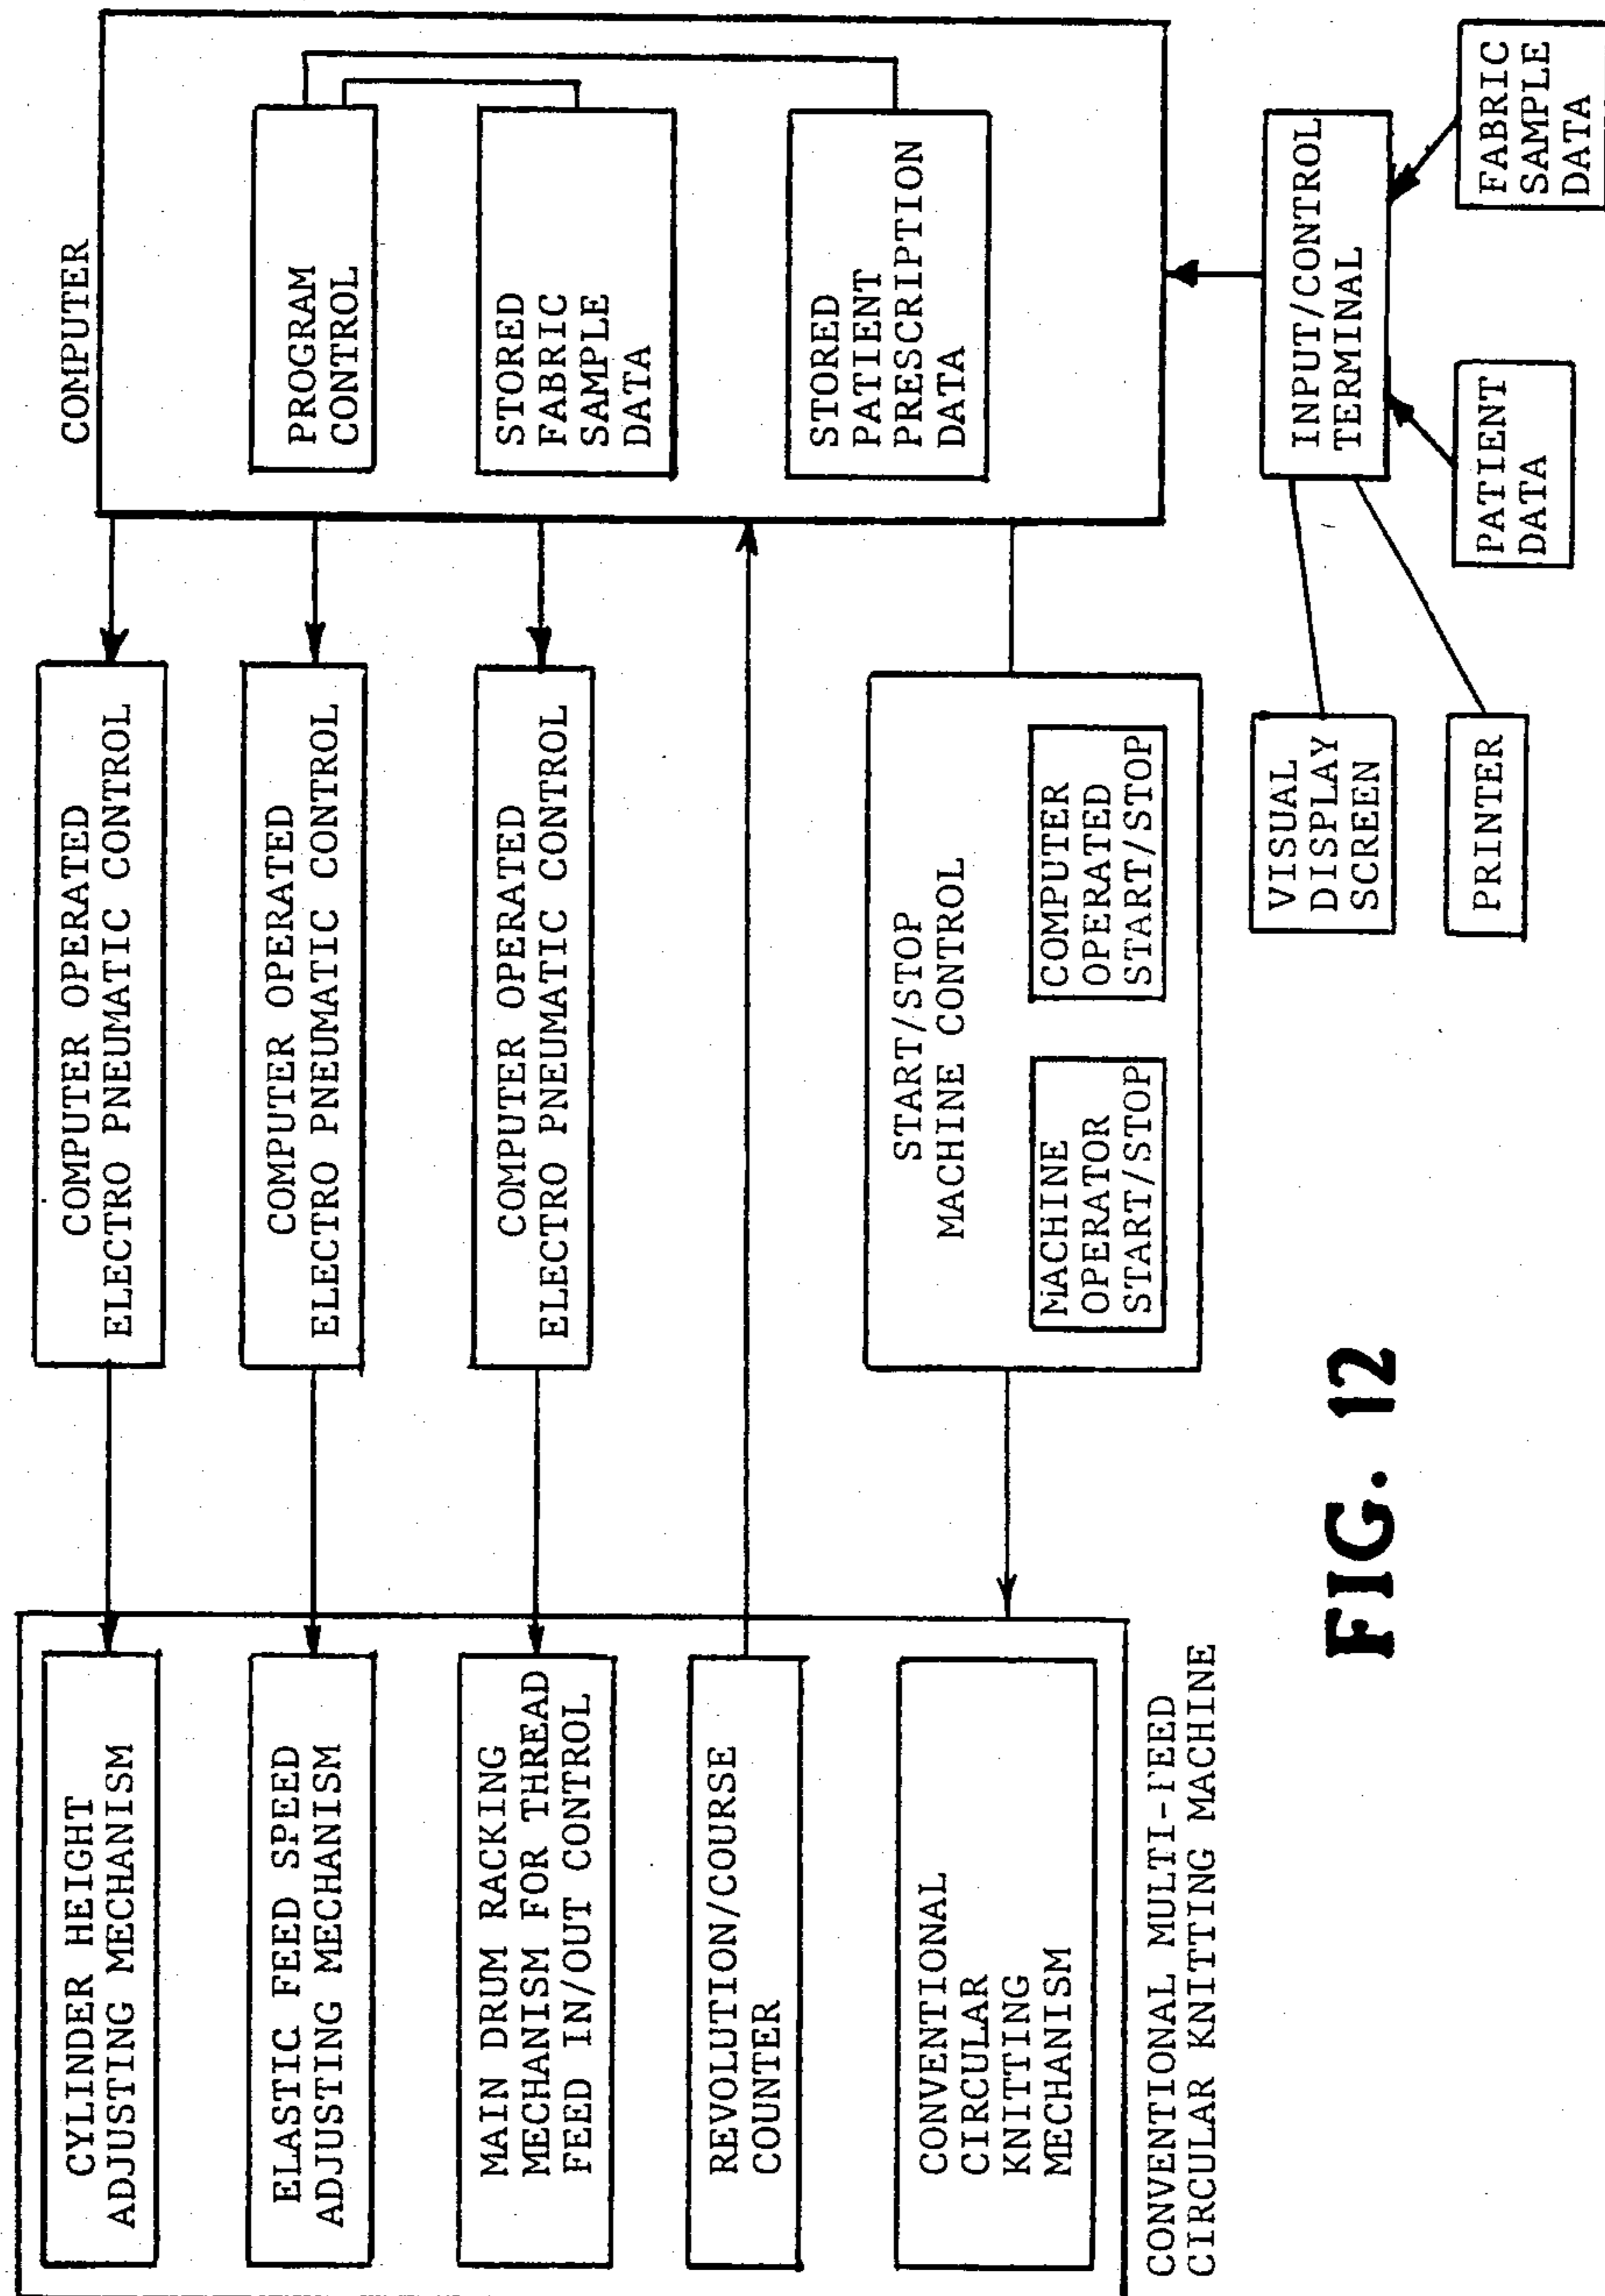 CYLINDER HEIGHT
ADJUSTING MECHANISM
ELASTIC FEED SPEED
ADJUSTING MECHANISM
MAIN DRUM RACKING
MECHANISM FOR THREAD
FEED IN/OUT CONTROL
REVOLUTION/COURSE
COUNTER
CONVENTIONAL
CIRCULAR
KNITTING
MECHANISM
CONVENTIONAL MULTI-FEED
CIRCULAR KNITTING MACHINE
COMPUTER OPERATED
ELECTRO PNEUMATIC CONTROL
COMPUTER OPERATED
ELECTRO PNEUMATIC CONTROL
COMPUTER OPERATED
ELECTRO PNEUMATIC CONTROL
START/STOP
MACHINE CONTROL
MACHINE
OPERATOR
START/STOP
COMPUTER
OPERATED
START/STOP
COMPUTER
PROGRAM
CONTROL
STORED
FABRIC
SAMPLE
DATA
STORED
PATIENT
PRESCRIPTION
DATA
VISUAL
DISPLAY
SCREEN
PRINTER
INPUT/CONTROL
TERMINAL
PATIENT
DATA
FABRIC
SAMPLE
DATA
FIG. 12